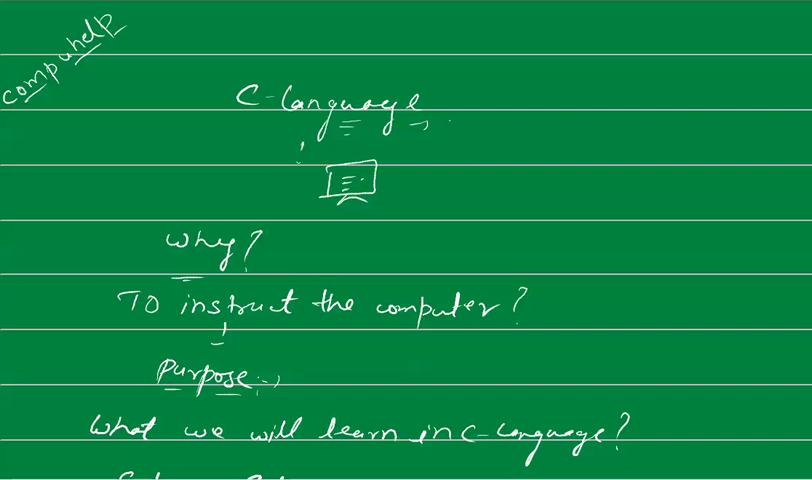 compuhelp
C-language
Why?
To instruct the computer?
Purpose :-
What we will learn in C-language?